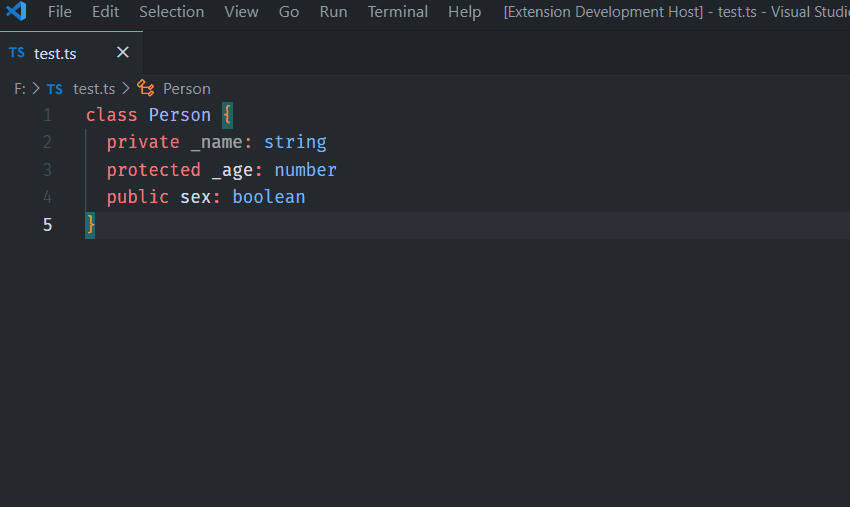 File Edit Selection View Go Run Terminal Help [Extension Development Host] - test.ts - Visual Studio
TS test.ts ×
F: > TS test.ts > Person
1 class Person {
2 private _name: string
3 protected _age: number
4 public sex: boolean
5 }